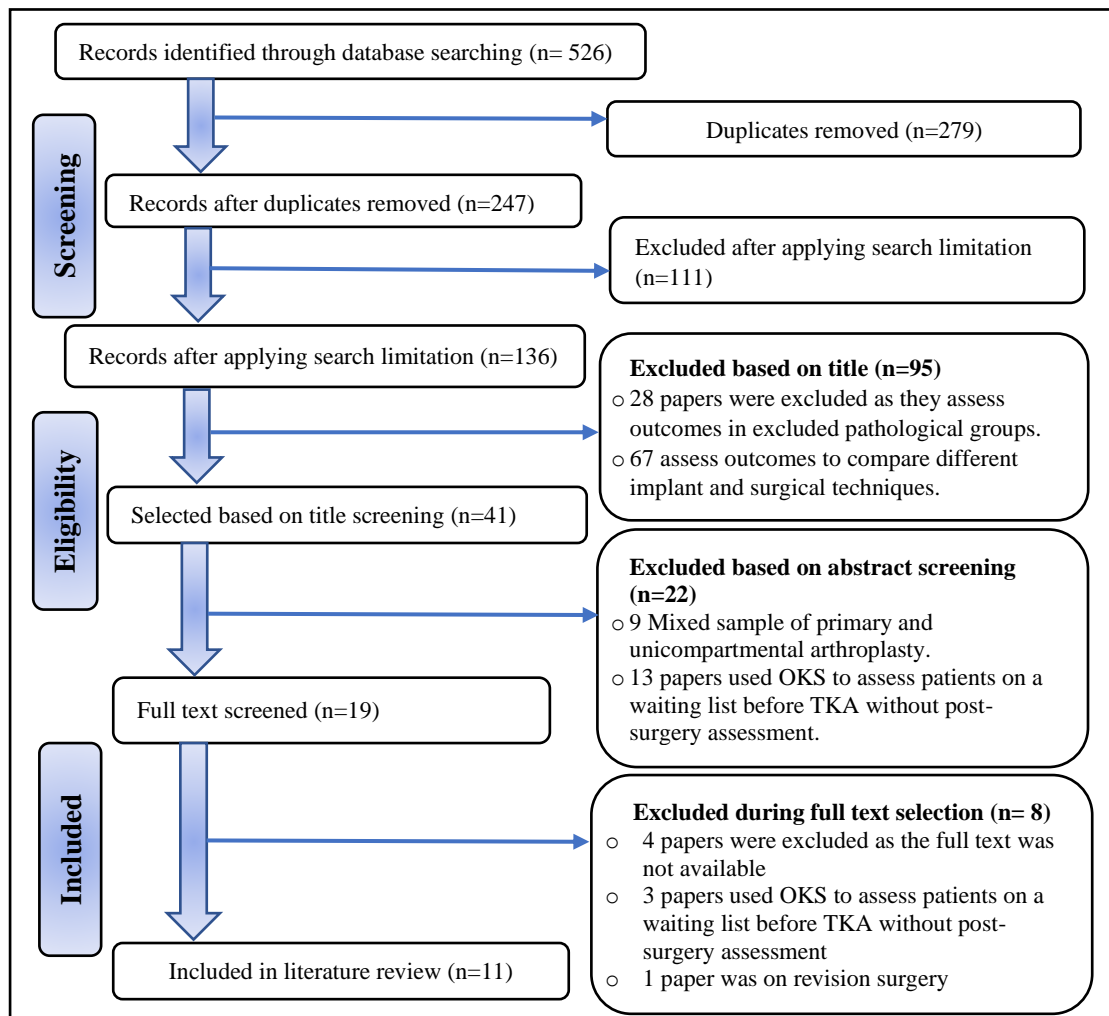 Records identified through database searching (n= 526)
Duplicates removed (n=279)
Screening
Records after duplicates removed (n=247)
Excluded after applying search limitation
(n=111)
Records after applying search limitation (n=136)
Excluded based on title (n=95)
○ 28 papers were excluded as they assess
outcomes in excluded pathological groups.
○ 67 assess outcomes to compare different
implant and surgical techniques.
Eligibility
Selected based on title screening (n=41)
Excluded based on abstract screening
(n=22)
○ 9 Mixed sample of primary and
unicompartmental arthroplasty.
○ 13 papers used OKS to assess patients on a
waiting list before TKA without post-
surgery assessment.
Full text screened (n=19)
Included
Excluded during full text selection (n= 8)
○ 4 papers were excluded as the full text was
not available
○ 3 papers used OKS to assess patients on a
waiting list before TKA without post-
surgery assessment
○ 1 paper was on revision surgery
Included in literature review (n=11)